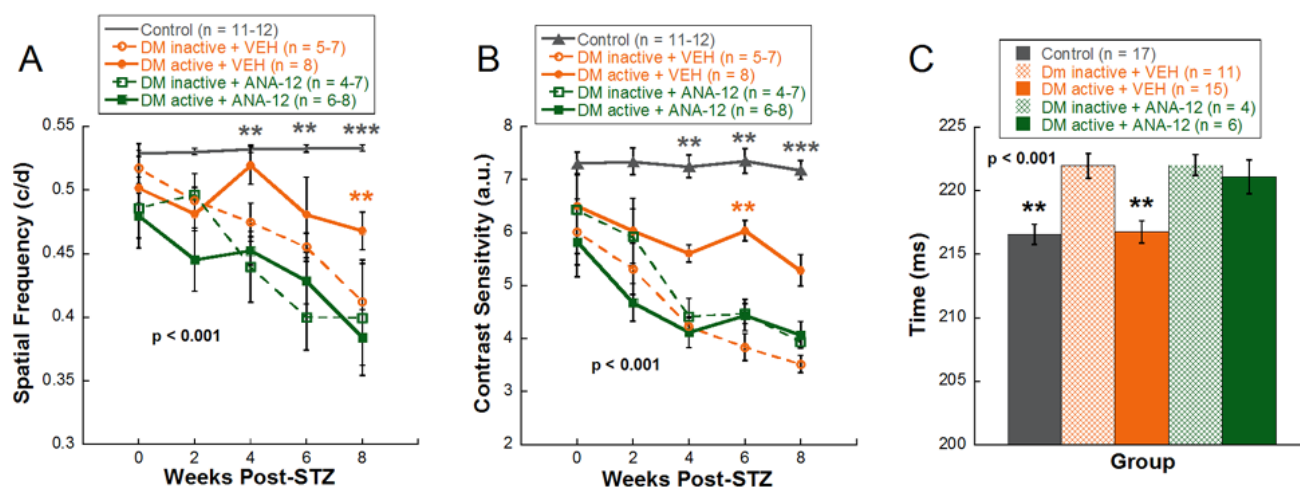 A
Control (n = 11-12)
DM inactive + VEH (n = 5-7)
DM active + VEH (n = 8)
DM inactive + ANA-12 (n = 4-7)
DM active + ANA-12 (n = 6-8)
0.55
0.5
0.45
0.4
0.35
0.3
Spatial Frequency (c/d)
** ** ***
**
p < 0.001
0 2 4 6 8
Weeks Post-STZ
B
Control (n = 11-12)
DM inactive + VEH (n = 5-7)
DM active + VEH (n = 8)
DM inactive + ANA-12 (n = 4-7)
DM active + ANA-12 (n = 6-8)
8
7
6
5
4
3
2
Contrast Sensitivity (a.u.)
** ** ***
**
p < 0.001
0 2 4 6 8
Weeks Post-STZ
C
Control (n = 17)
Dm inactive + VEH (n = 11)
DM active + VEH (n = 15)
DM inactive + ANA-12 (n = 4)
DM active + ANA-12 (n = 6)
225
220
215
210
205
200
Time (ms)
p < 0.001
** **
Group